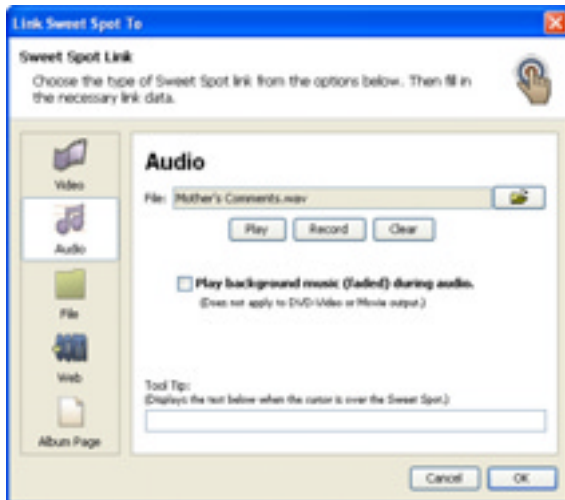 Link Sweet Spot To
Sweet Spot Link
Choose the type of Sweet Spot link from the options below. Then fill in
the necessary link data.
Video
Audio
File
Web
Album Page
Audio
File: Mother's Comments.wav
Play Record Clear
Play background music (faded) during audio.
(Does not apply to DVD-Video or Movie output.)
Tool Tip:
(Displays the text below when the cursor is over the Sweet Spot.)
Cancel OK